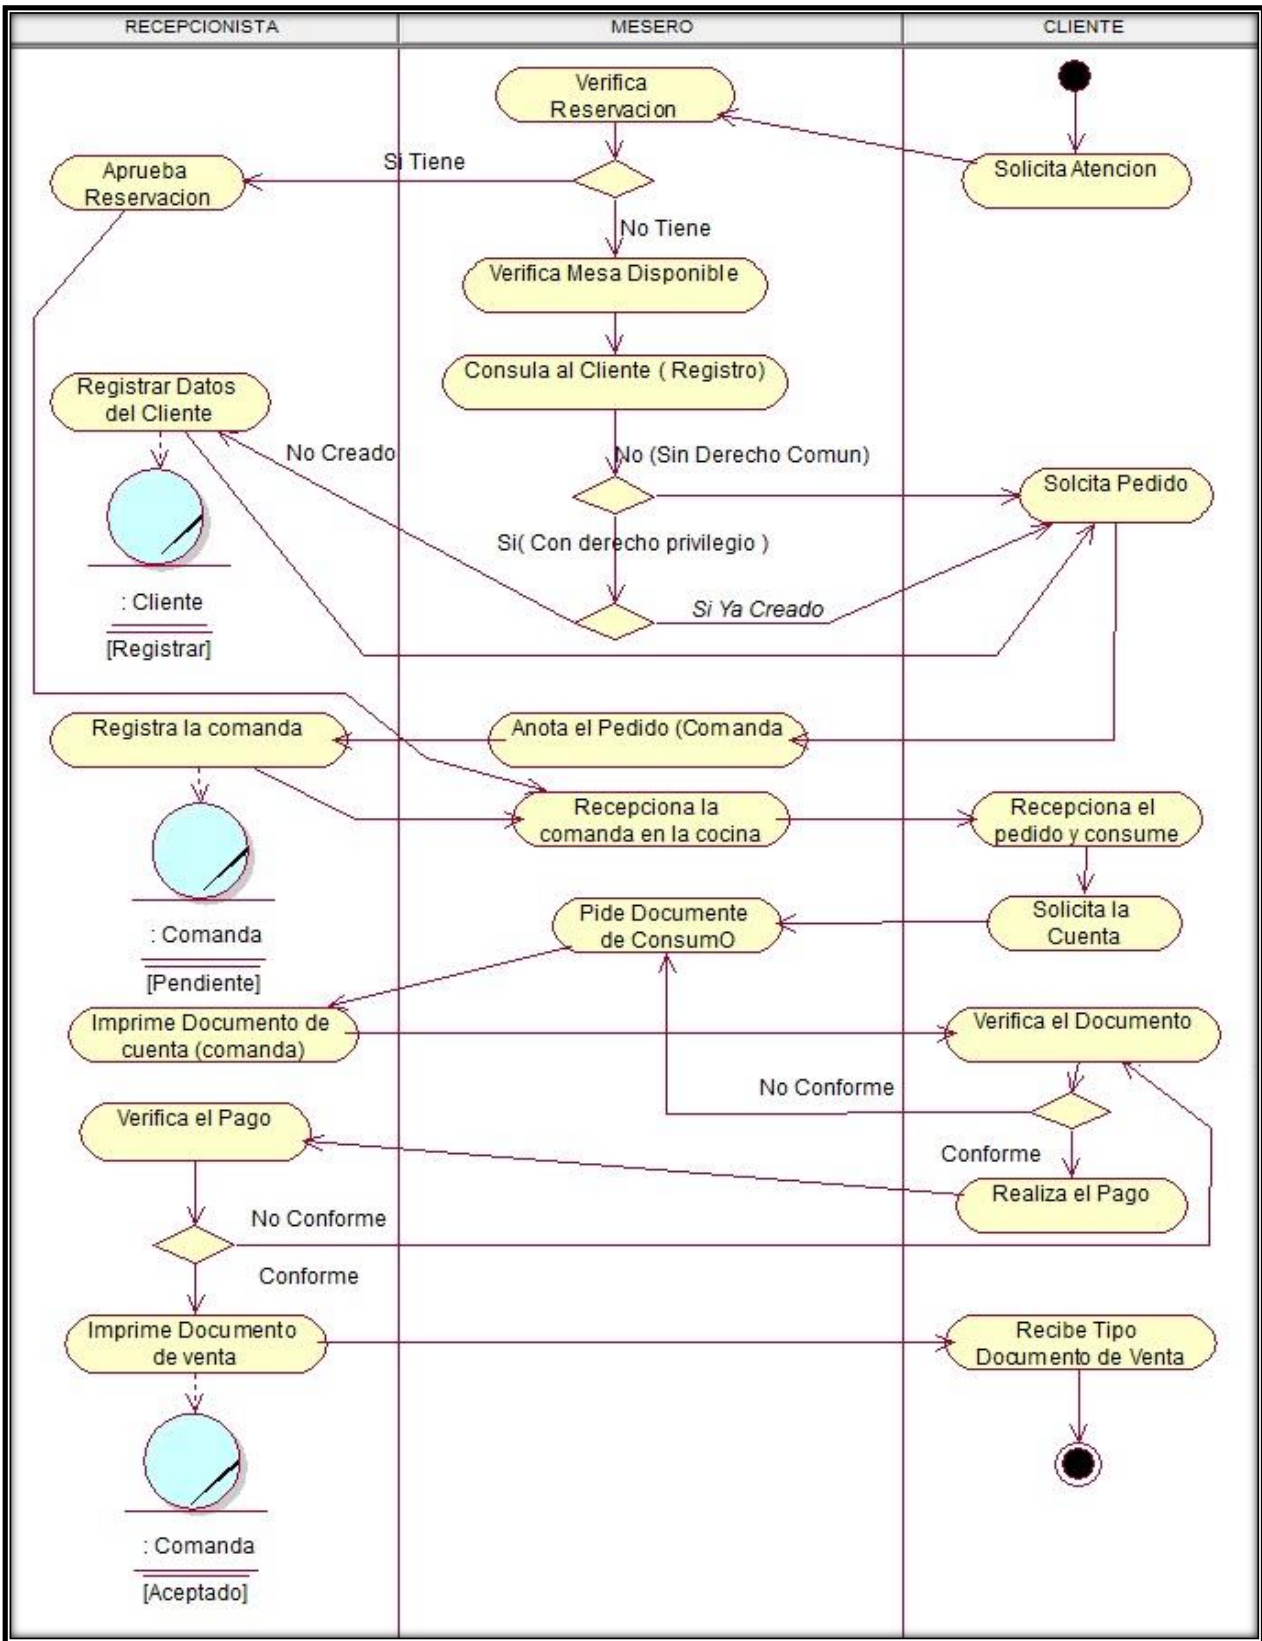 RECEPCIONISTA
MESERO
CLIENTE
Verifica
Reservacion
Solicita Atencion
Si Tiene
Aprueba
Reservacion
No Tiene
Verifica Mesa Disponible
Consula al Cliente ( Registro)
Registrar Datos
del Cliente
No Creado
No (Sin Derecho Comun)
Solcita Pedido
Si( Con derecho privilegio )
Si Ya Creado
: Cliente
[Registrar]
Registra la comanda
Anota el Pedido (Comanda
Recepciona la
comanda en la cocina
Recepciona el
pedido y consume
: Comanda
[Pendiente]
Pide Documente
de ConsumO
Solicita la
Cuenta
Imprime Documento de
cuenta (comanda)
Verifica el Documento
No Conforme
Verifica el Pago
Conforme
Realiza el Pago
No Conforme
Conforme
Imprime Documento
de venta
Recibe Tipo
Documento de Venta
: Comanda
[Aceptado]